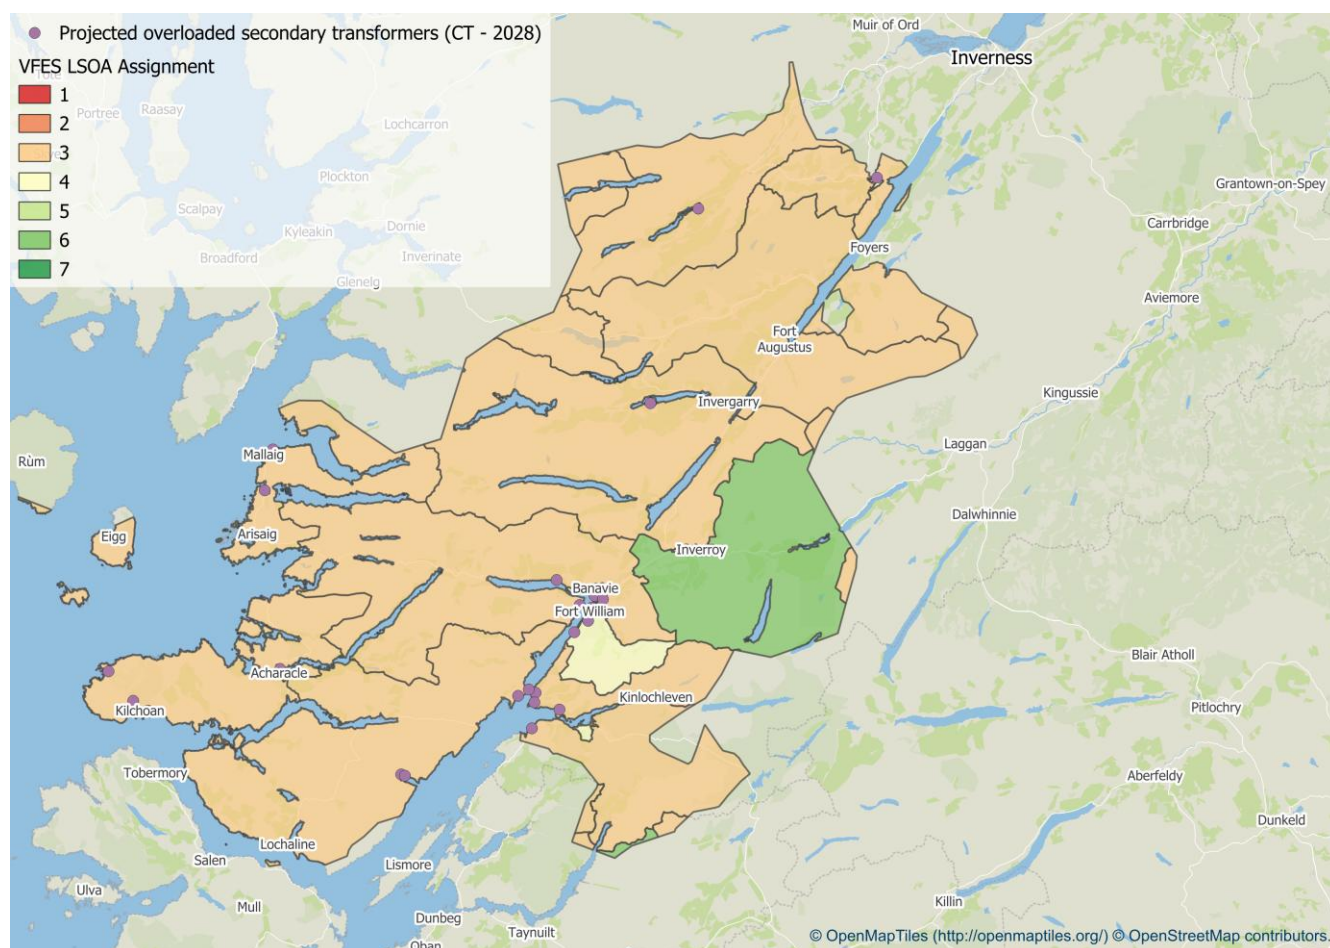 Projected overloaded secondary transformers (CT - 2028)
VFES LSOA Assignment
1
2
3
4
5
6
7
Portree
Raasay
Lochcarron
Plockton
Scalpay
Kyleakin
Dornie
Broadford
Inverinate
Glenelg
Muir of Ord
Inverness
Grantown-on-Spey
Carrbridge
Foyers
Aviemore
Fort
Augustus
Kingussie
Invergarry
Laggan
Mallaig
Rùm
Dalwhinnie
Arisaig
Eigg
Inverroy
Banavie
Fort William
Blair Atholl
Acharacle
Kinlochleven
Kilchoan
Pitlochry
Tobermory
Aberfeldy
Dunkeld
Lochaline
Salen
Lismore
Ulva
Killin
Mull
Dunbeg
Taynuilt
Oban
© OpenMapTiles (http://openmaptiles.org/) © OpenStreetMap contributors.